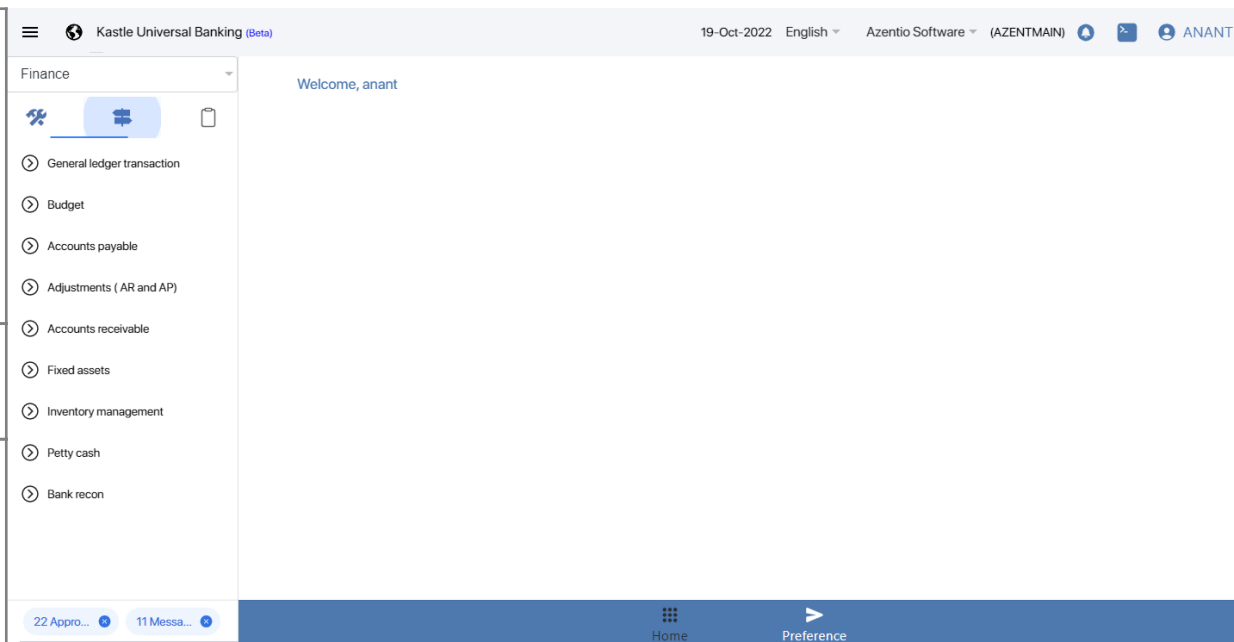 Kastle Universal Banking (Beta)
19-Oct-2022 English Azentio Software (AZENTMAIN) ANANT
Finance
Welcome, anant
General ledger transaction
Budget
Accounts payable
Adjustments ( AR and AP)
Accounts receivable
Fixed assets
Inventory management
Petty cash
Bank recon
22 Appro... 11 Messa...
Home Preference